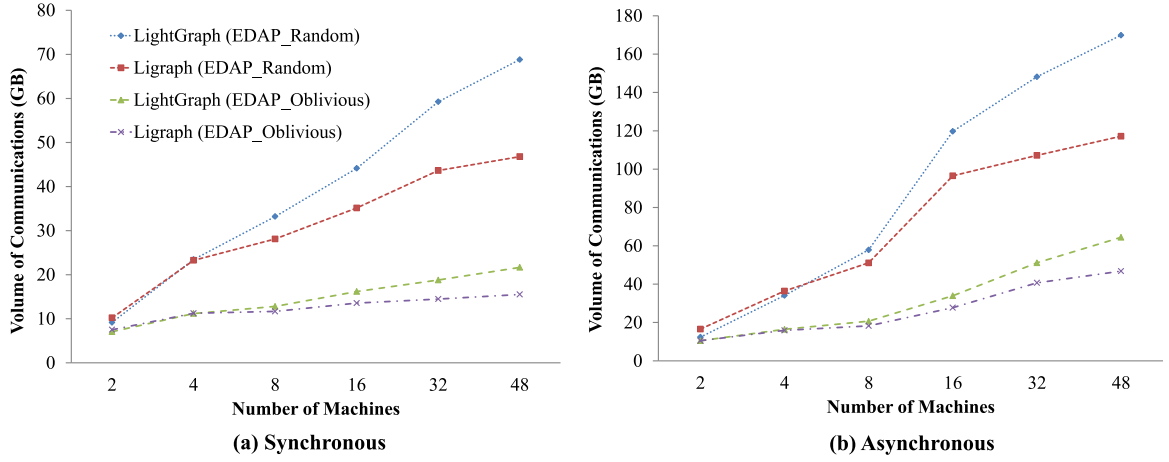 Volume of Communications (GB)
80
70
60
50
40
30
20
10
0
LightGraph (EDAP_Random)
Ligraph (EDAP_Random)
LightGraph (EDAP_Oblivious)
Ligraph (EDAP_Oblivious)
2 4 8 16 32 48
Number of Machines
(a) Synchronous
Volume of Communications (GB)
180
160
140
120
100
80
60
40
20
0
2 4 8 16 32 48
Number of Machines
(b) Asynchronous